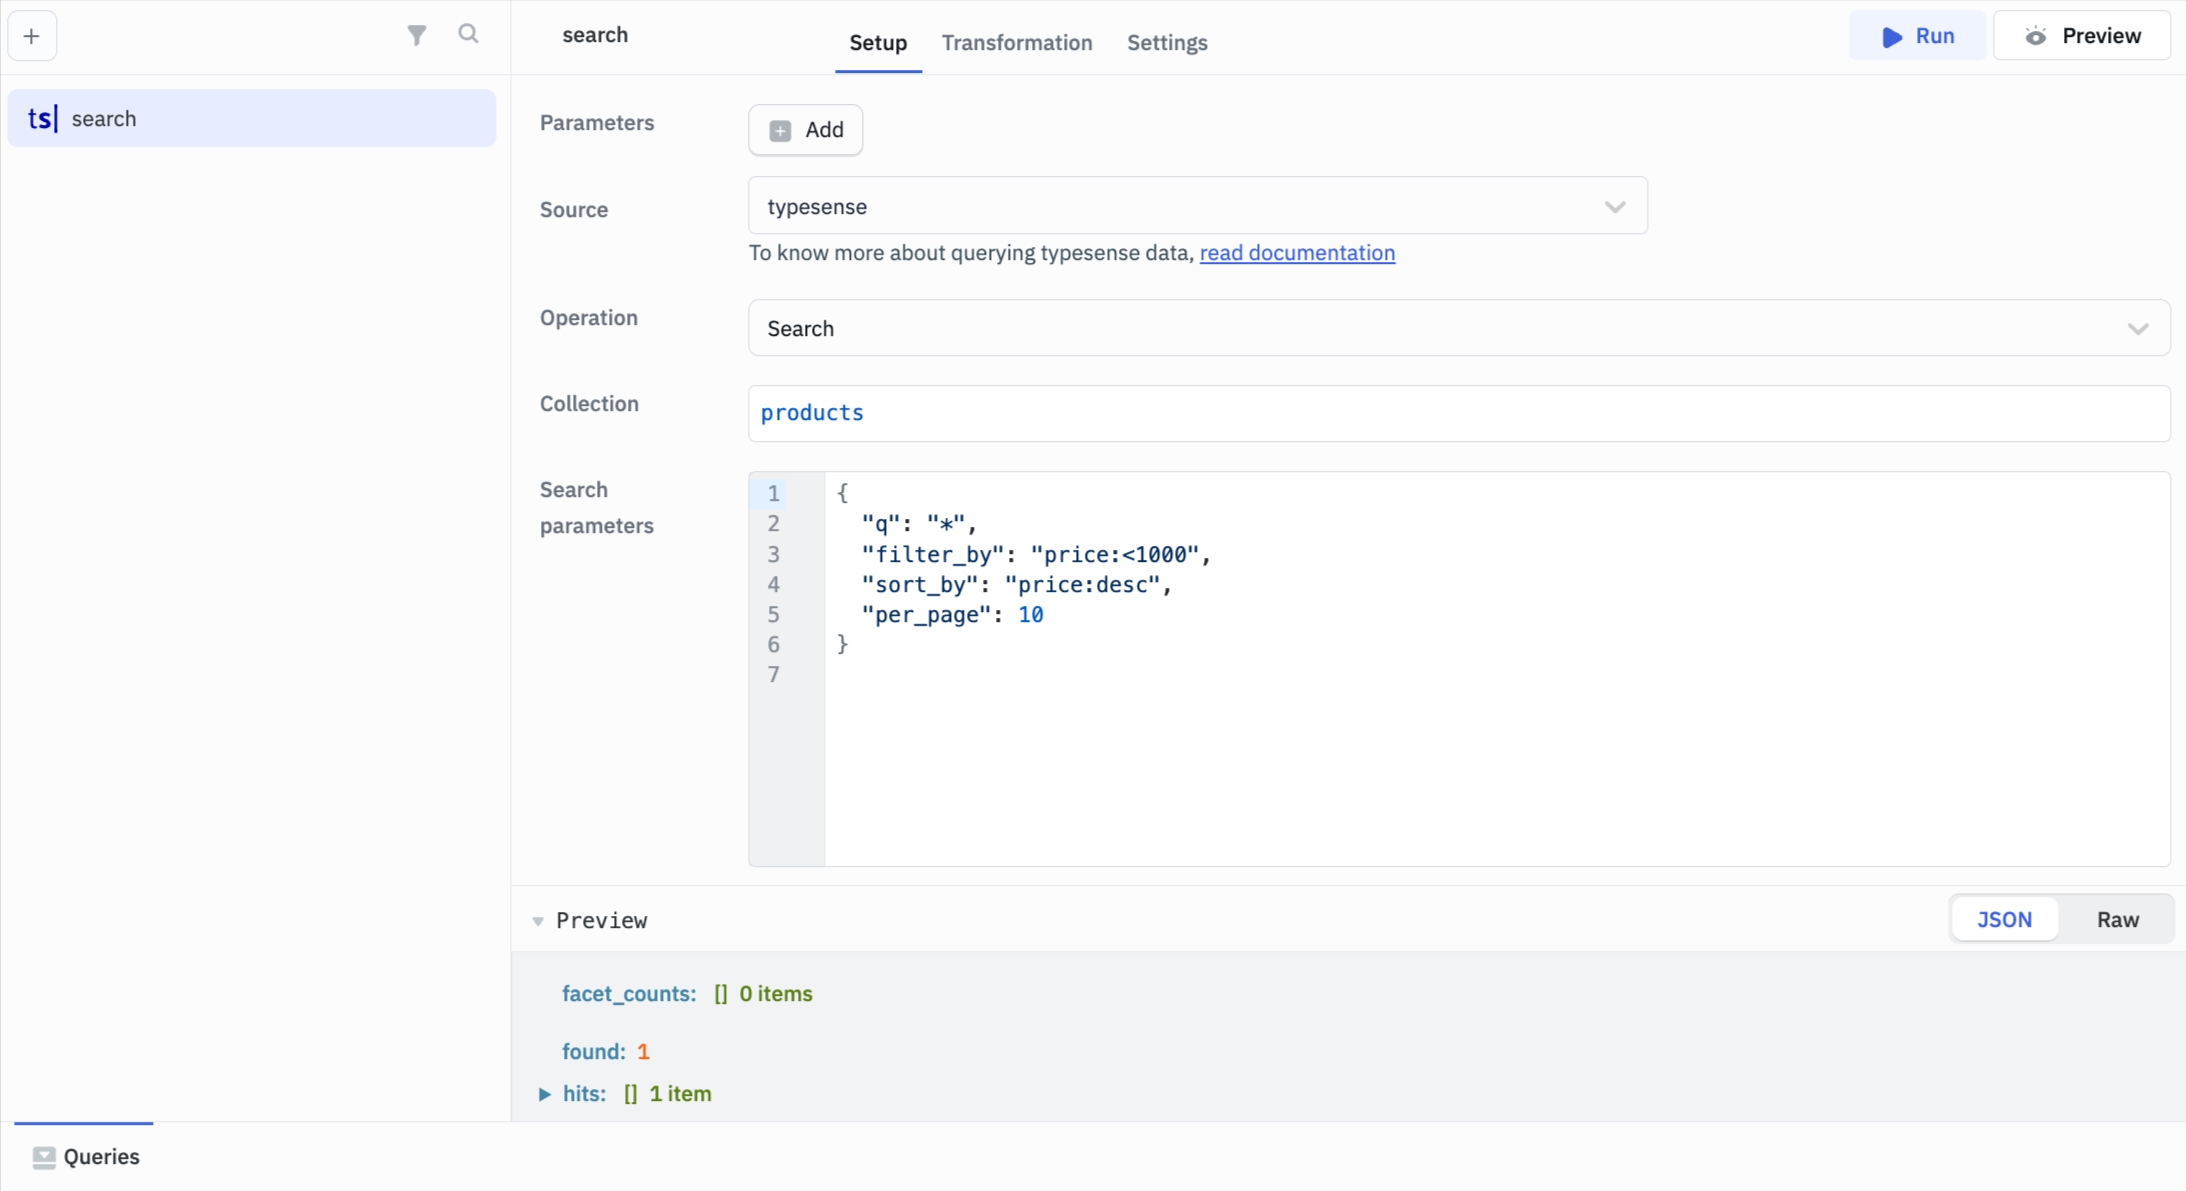 search
Setup
Transformation
Settings
Run
Preview
ts| search
Parameters
Add
Source
typesense
To know more about querying typesense data, read documentation
Operation
Search
Collection
products
Search
parameters
1 {
2 "q": "*",
3 "filter_by": "price:<1000",
4 "sort_by": "price:desc",
5 "per_page": 10
6 }
7
Preview
JSON
Raw
facet_counts: [] 0 items
found: 1
hits: [] 1 item
Queries